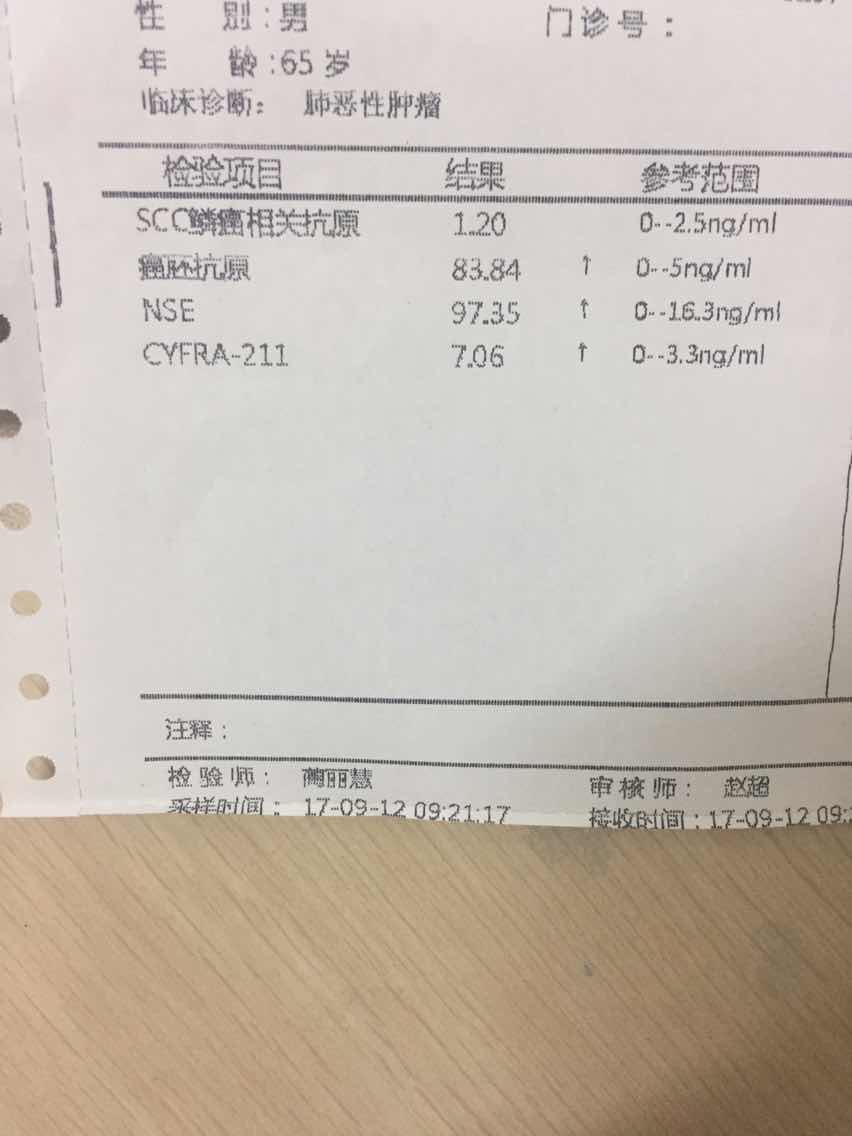 性 别：男 门诊号：
年 龄：65 岁
临床诊断： 肺恶性肿瘤
检验项目 结果 参考范围
SCC鳞癌相关抗原 1.20 0--2.5ng/ml
癌胚抗原 83.84 ↑ 0--5ng/ml
NSE 97.35 ↑ 0--16.3ng/ml
CYFRA-211 7.06 ↑ 0--3.3ng/ml
注释：
检验师： 丽慧 审核师： 赵超
采样时间： 17-09-12 09:21:17 接收时间：17-09-12 09:2